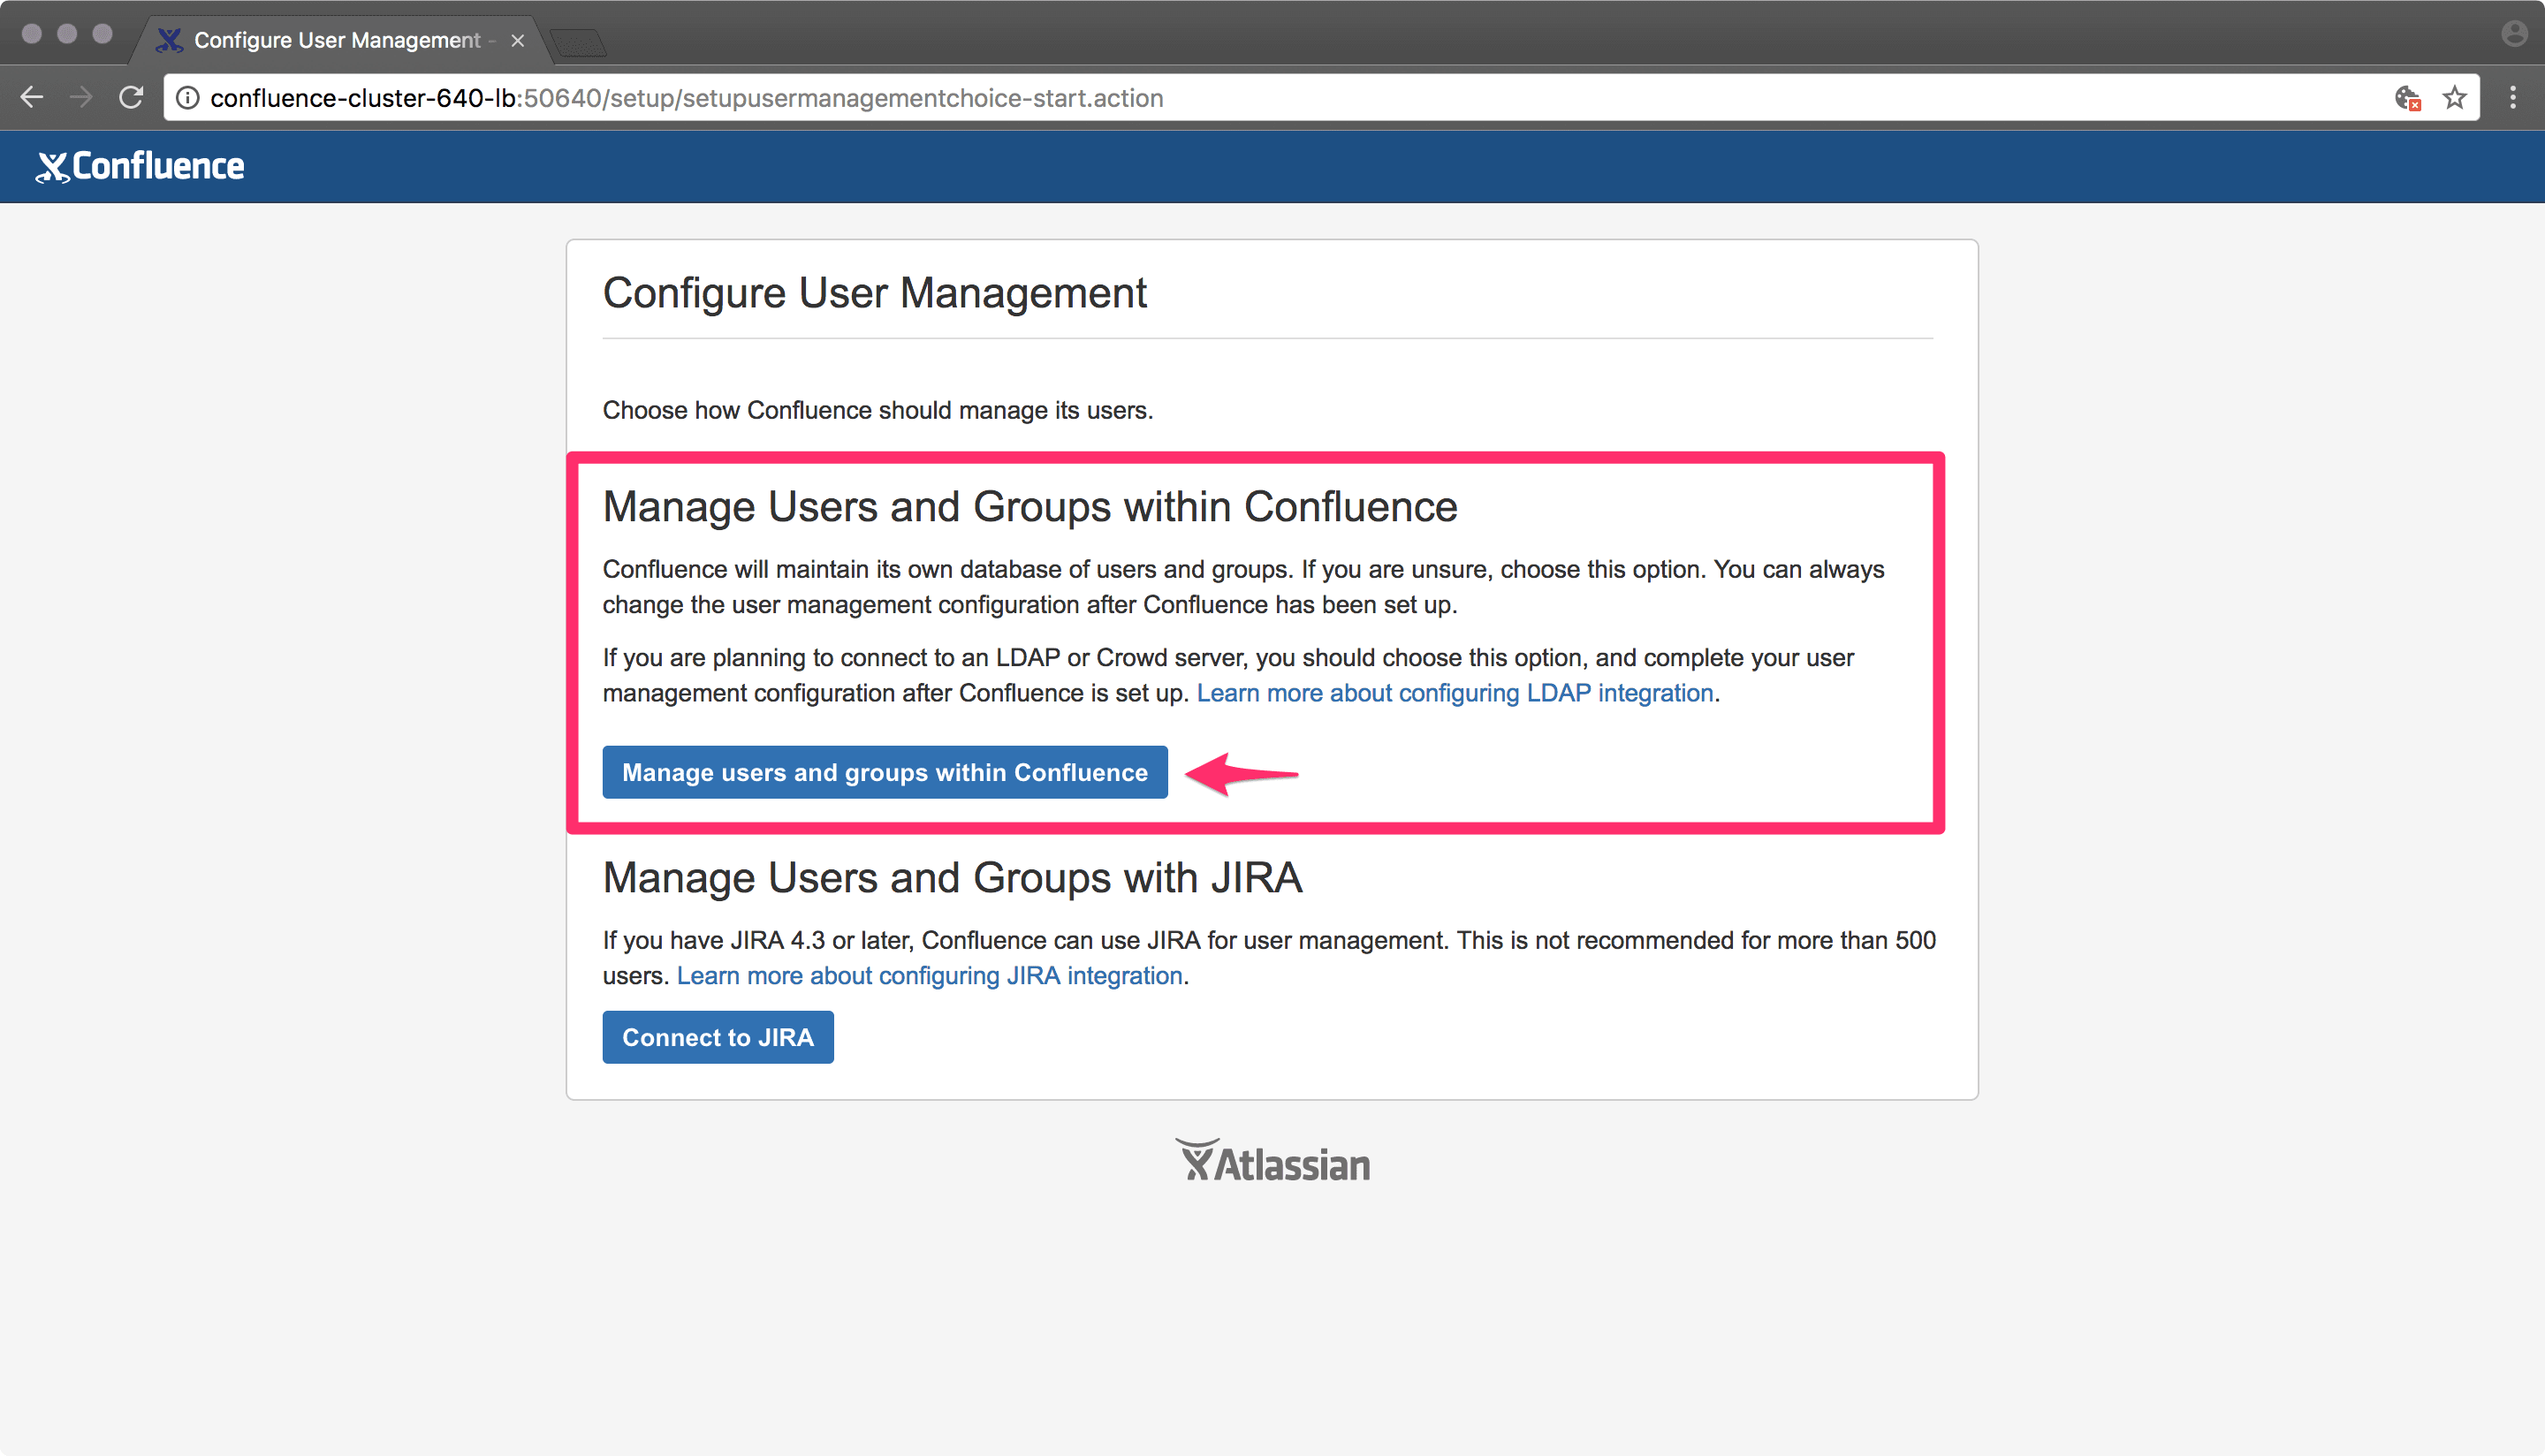 Configure User Management -
confluence-cluster-640-lb:50640/setup/setupusermanagementchoice-start.action
Confluence
Configure User Management
Choose how Confluence should manage its users.
Manage Users and Groups within Confluence
Confluence will maintain its own database of users and groups. If you are unsure, choose this option. You can always
change the user management configuration after Confluence has been set up.
If you are planning to connect to an LDAP or Crowd server, you should choose this option, and complete your user
management configuration after Confluence is set up. Learn more about configuring LDAP integration.
Manage users and groups within Confluence
Manage Users and Groups with JIRA
If you have JIRA 4.3 or later, Confluence can use JIRA for user management. This is not recommended for more than 500
users. Learn more about configuring JIRA integration.
Connect to JIRA
Atlassian